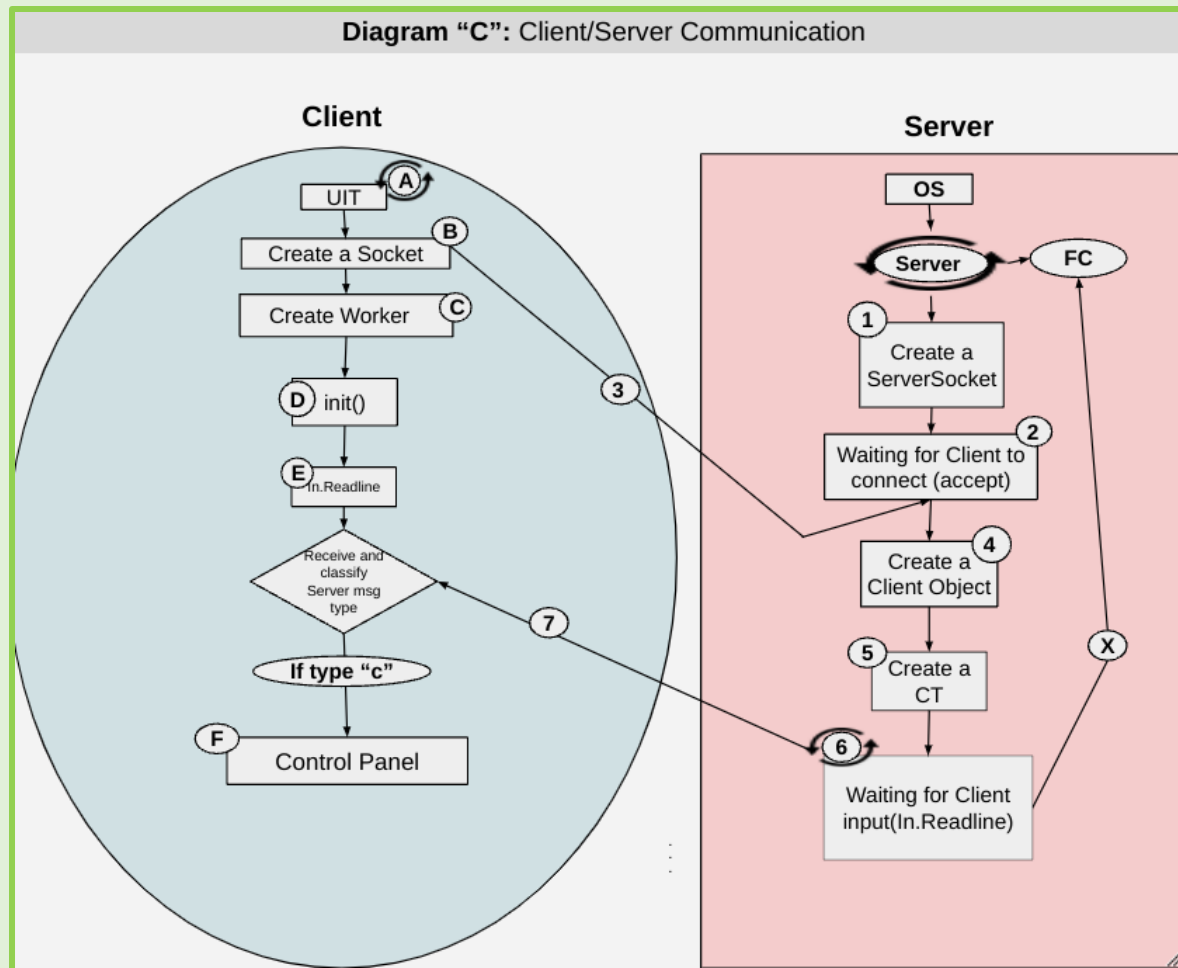 Diagram “C”: Client/Server Communication
Client
A
UIT
B
Create a Socket
C
Create Worker
D
init()
E
In.Readline
Receive and
classify
Server msg
type
If type “c”
F
Control Panel
3
7
Server
OS
Server
FC
1
Create a
ServerSocket
2
Waiting for Client to
connect (accept)
4
Create a
Client Object
5
Create a
CT
X
6
Waiting for Client
input(In.Readline)